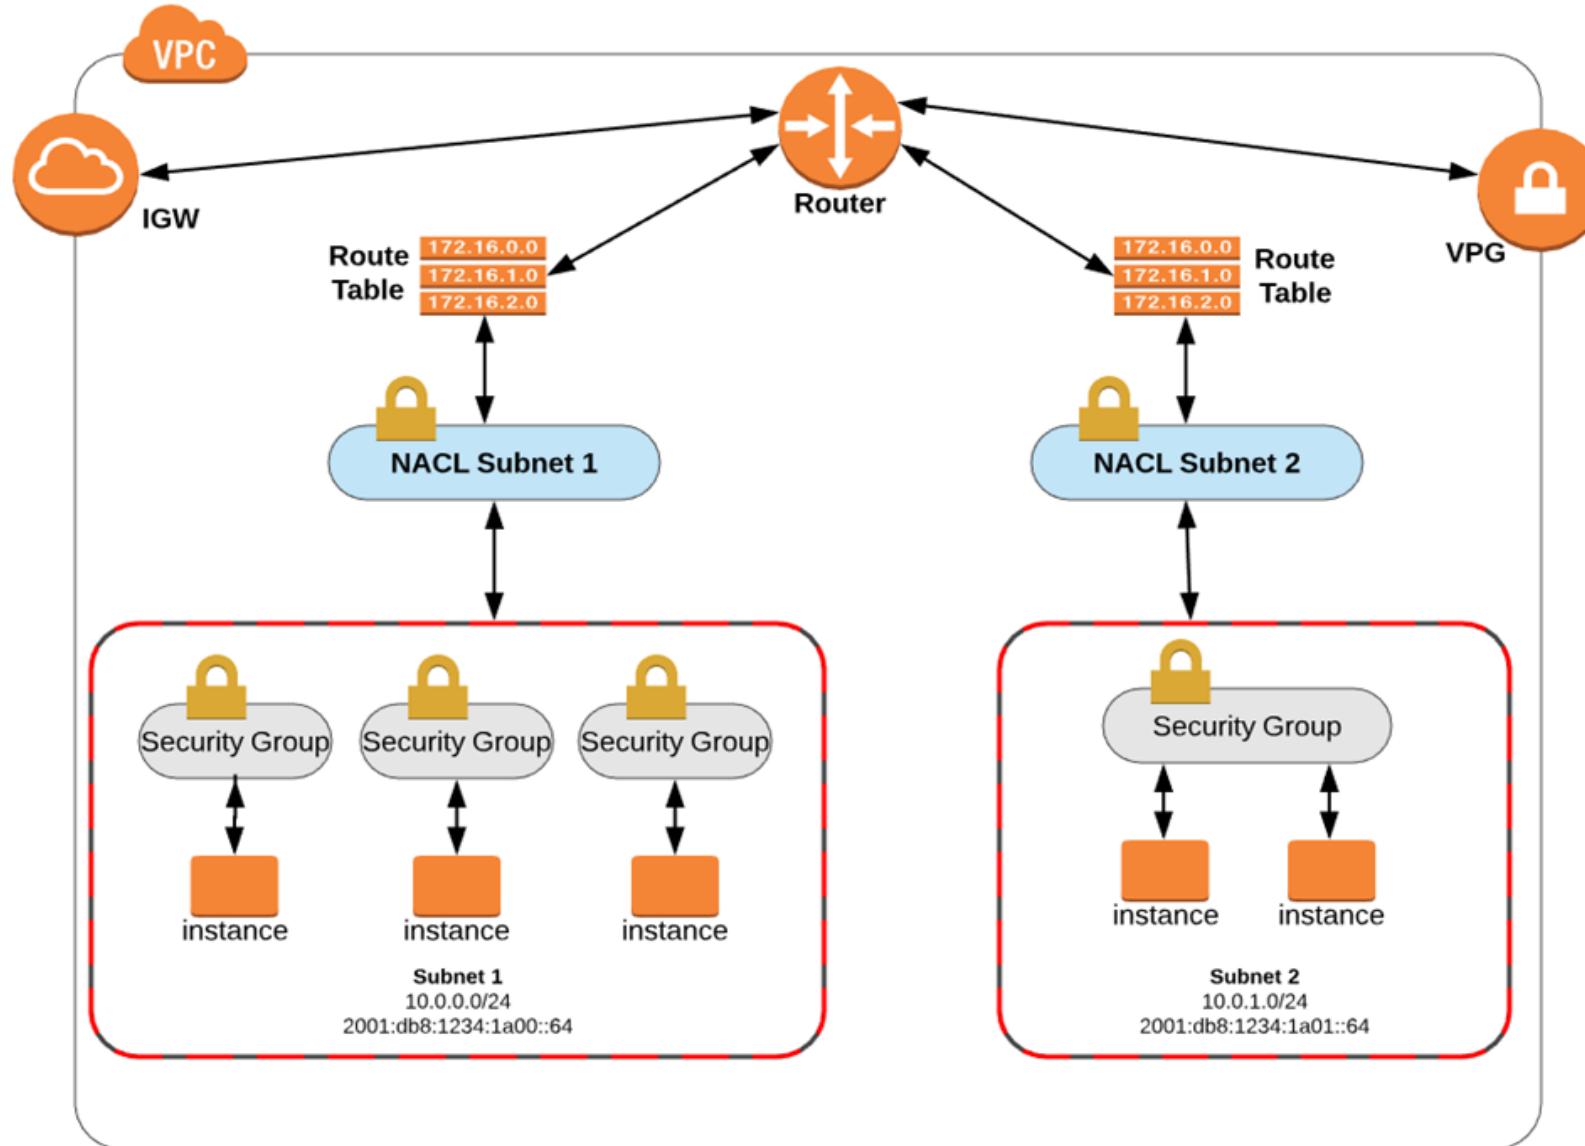 VPC
IGW
Router
VPG
Route
Table
172.16.0.0
172.16.1.0
172.16.2.0
172.16.0.0
172.16.1.0
172.16.2.0
Route
Table
NACL Subnet 1
NACL Subnet 2
Security Group
Security Group
Security Group
Security Group
instance
instance
instance
instance
instance
Subnet 1
10.0.0.0/24
2001:db8:1234:1a00::64
Subnet 2
10.0.1.0/24
2001:db8:1234:1a01::64